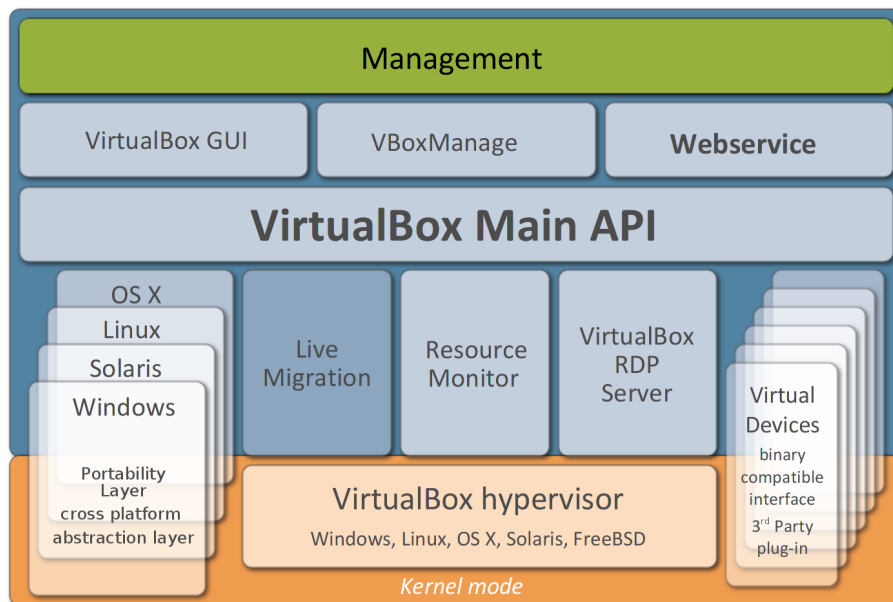 Management
VirtualBox GUI
VBoxManage
Webservice
VirtualBox Main API
OS X
Linux
Solaris
Windows
Portability
Layer
cross platform
abstraction layer
Live
Migration
Resource
Monitor
VirtualBox
RDP
Server
Virtual
Devices
binary
compatible
interface
3rd Party
plug-in
VirtualBox hypervisor
Windows, Linux, OS X, Solaris, FreeBSD
Kernel mode